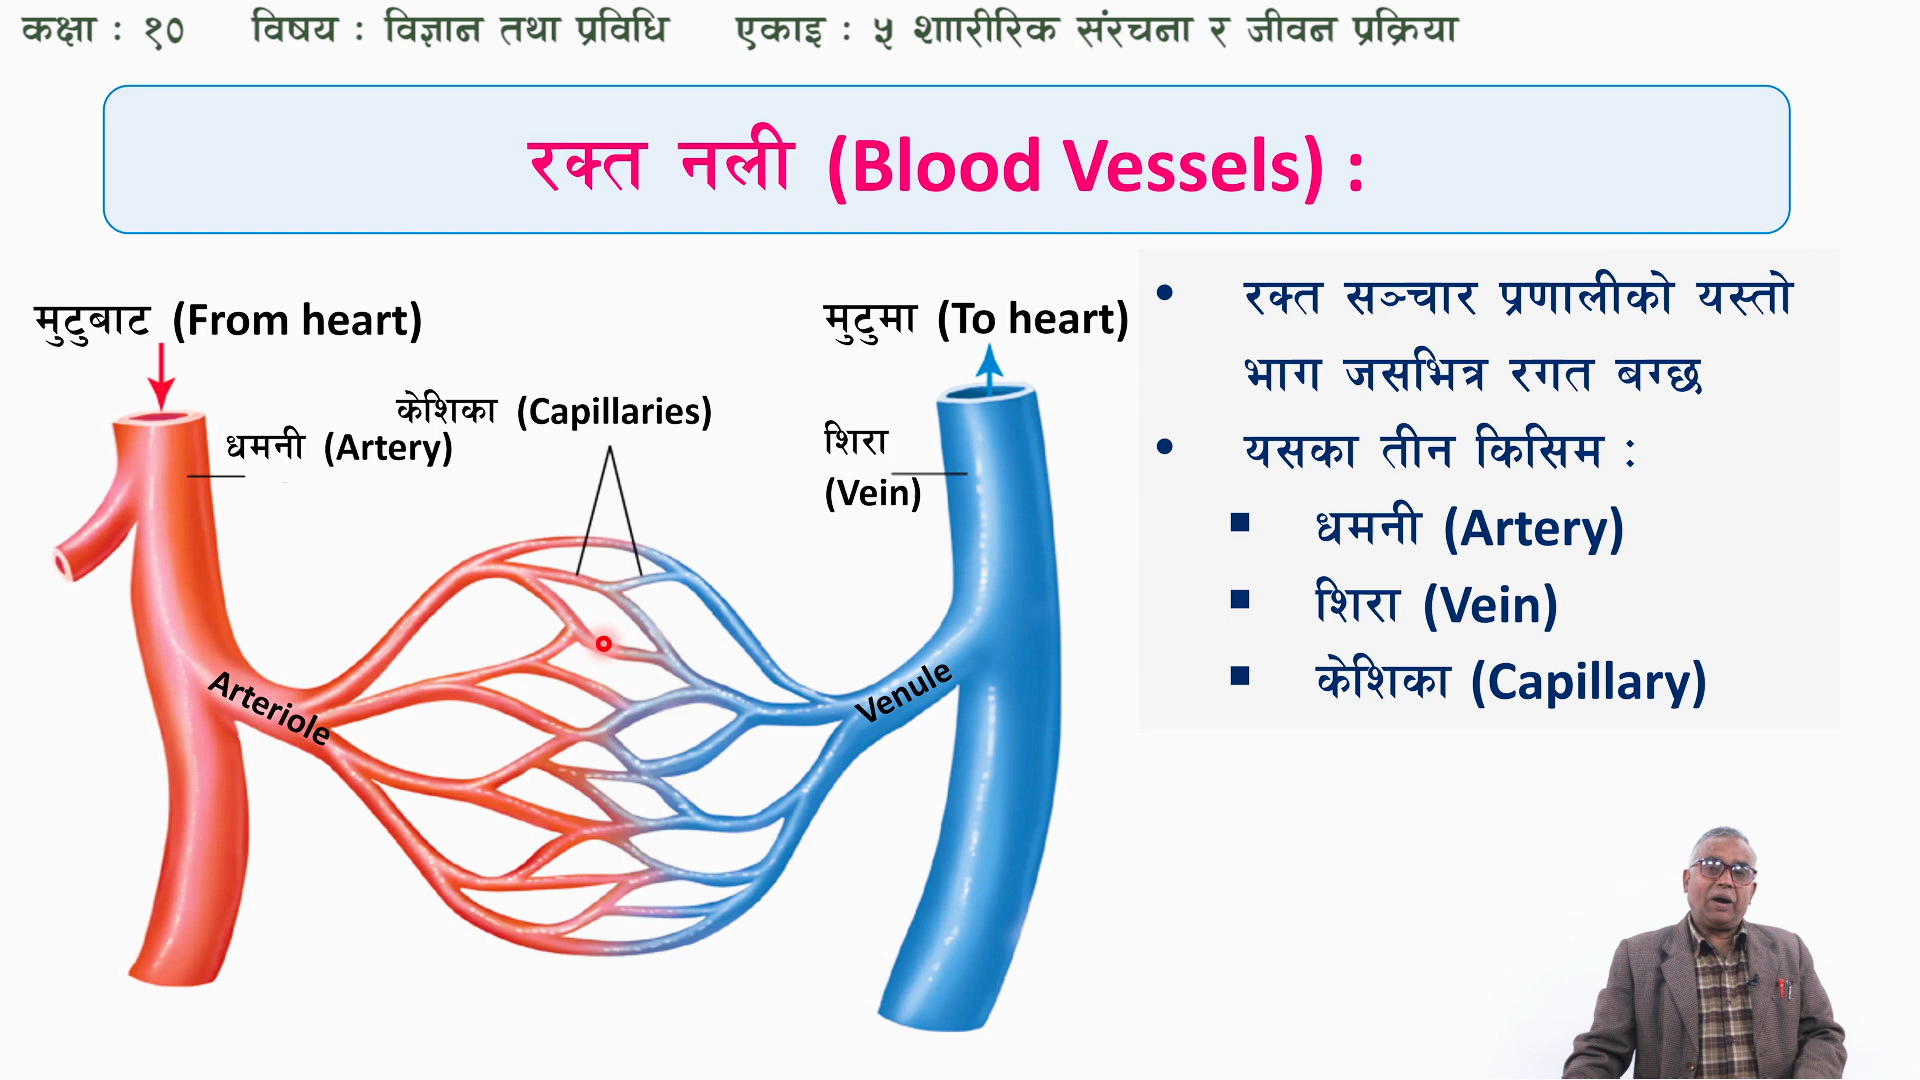 कक्षा : १० विषय : विज्ञान तथा प्रविधि एकाइ : ५ शाारीरिक संरचना र जीवन प्रक्रिया
रक्त नली (Blood Vessels) :
मुटुबाट (From heart)
मुटुमा (To heart)
केशिका (Capillaries)
धमनी (Artery)
शिरा
(Vein)
Arteriole
Venule
• रक्त सञ्चार प्रणालीको यस्तो
भाग जसभित्र रगत बग्छ
• यसका तीन किसिम :
▪ धमनी (Artery)
▪ शिरा (Vein)
▪ केशिका (Capillary)